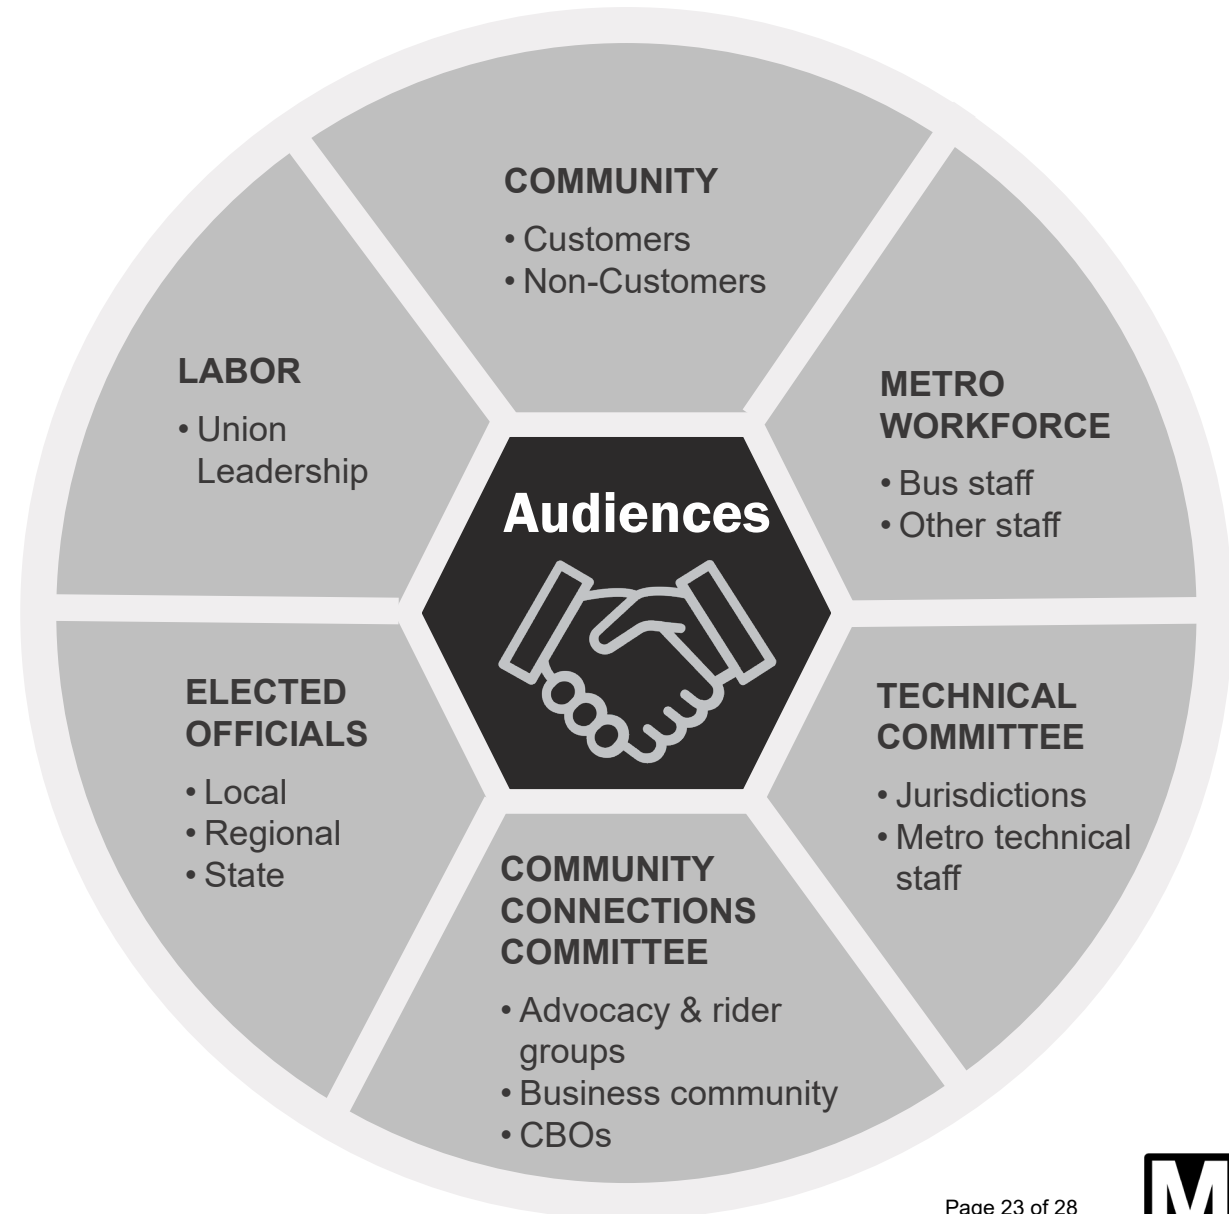 COMMUNITY
• Customers
• Non-Customers
METRO
WORKFORCE
• Bus staff
• Other staff
TECHNICAL
COMMITTEE
• Jurisdictions
• Metro technical
staff
COMMUNITY
CONNECTIONS
COMMITTEE
• Advocacy & rider
groups
• Business community
• CBOs
ELECTED
OFFICIALS
• Local
• Regional
• State
LABOR
• Union
Leadership
Audiences
Page 23 of 28
M